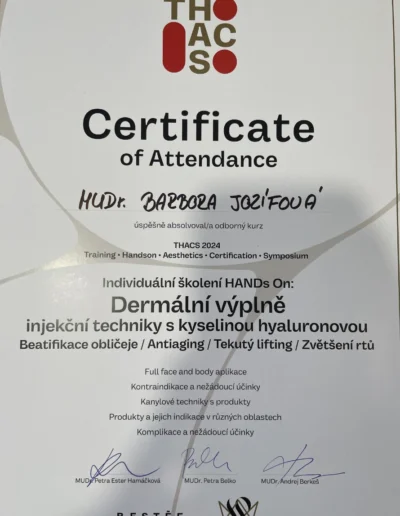 THO
ACS
Certificate
of Attendance
MUDr. BARBORA JOZÍFOVÁ
úspěšně absolvoval/a odborný kurz
THACS 2024
Training • Handson • Aesthetics • Certification • Symposium
Individuální školení HANDs On:
Dermální výplně
injekční techniky s kyselinou hyaluronovou
Beatifikace obličeje / Antiaging / Tekutý lifting / Zvětšení rtů
Full face and body aplikace
Kontraindikace a nežádoucí účinky
Kanylové techniky s produkty
Produkty a jejich indikace v různých oblastech
Komplikace a nežádoucí účinky
MUDr. Petra Ester Hamáčková MUDr. Petra Balko MUDr. Andrej Berkeš